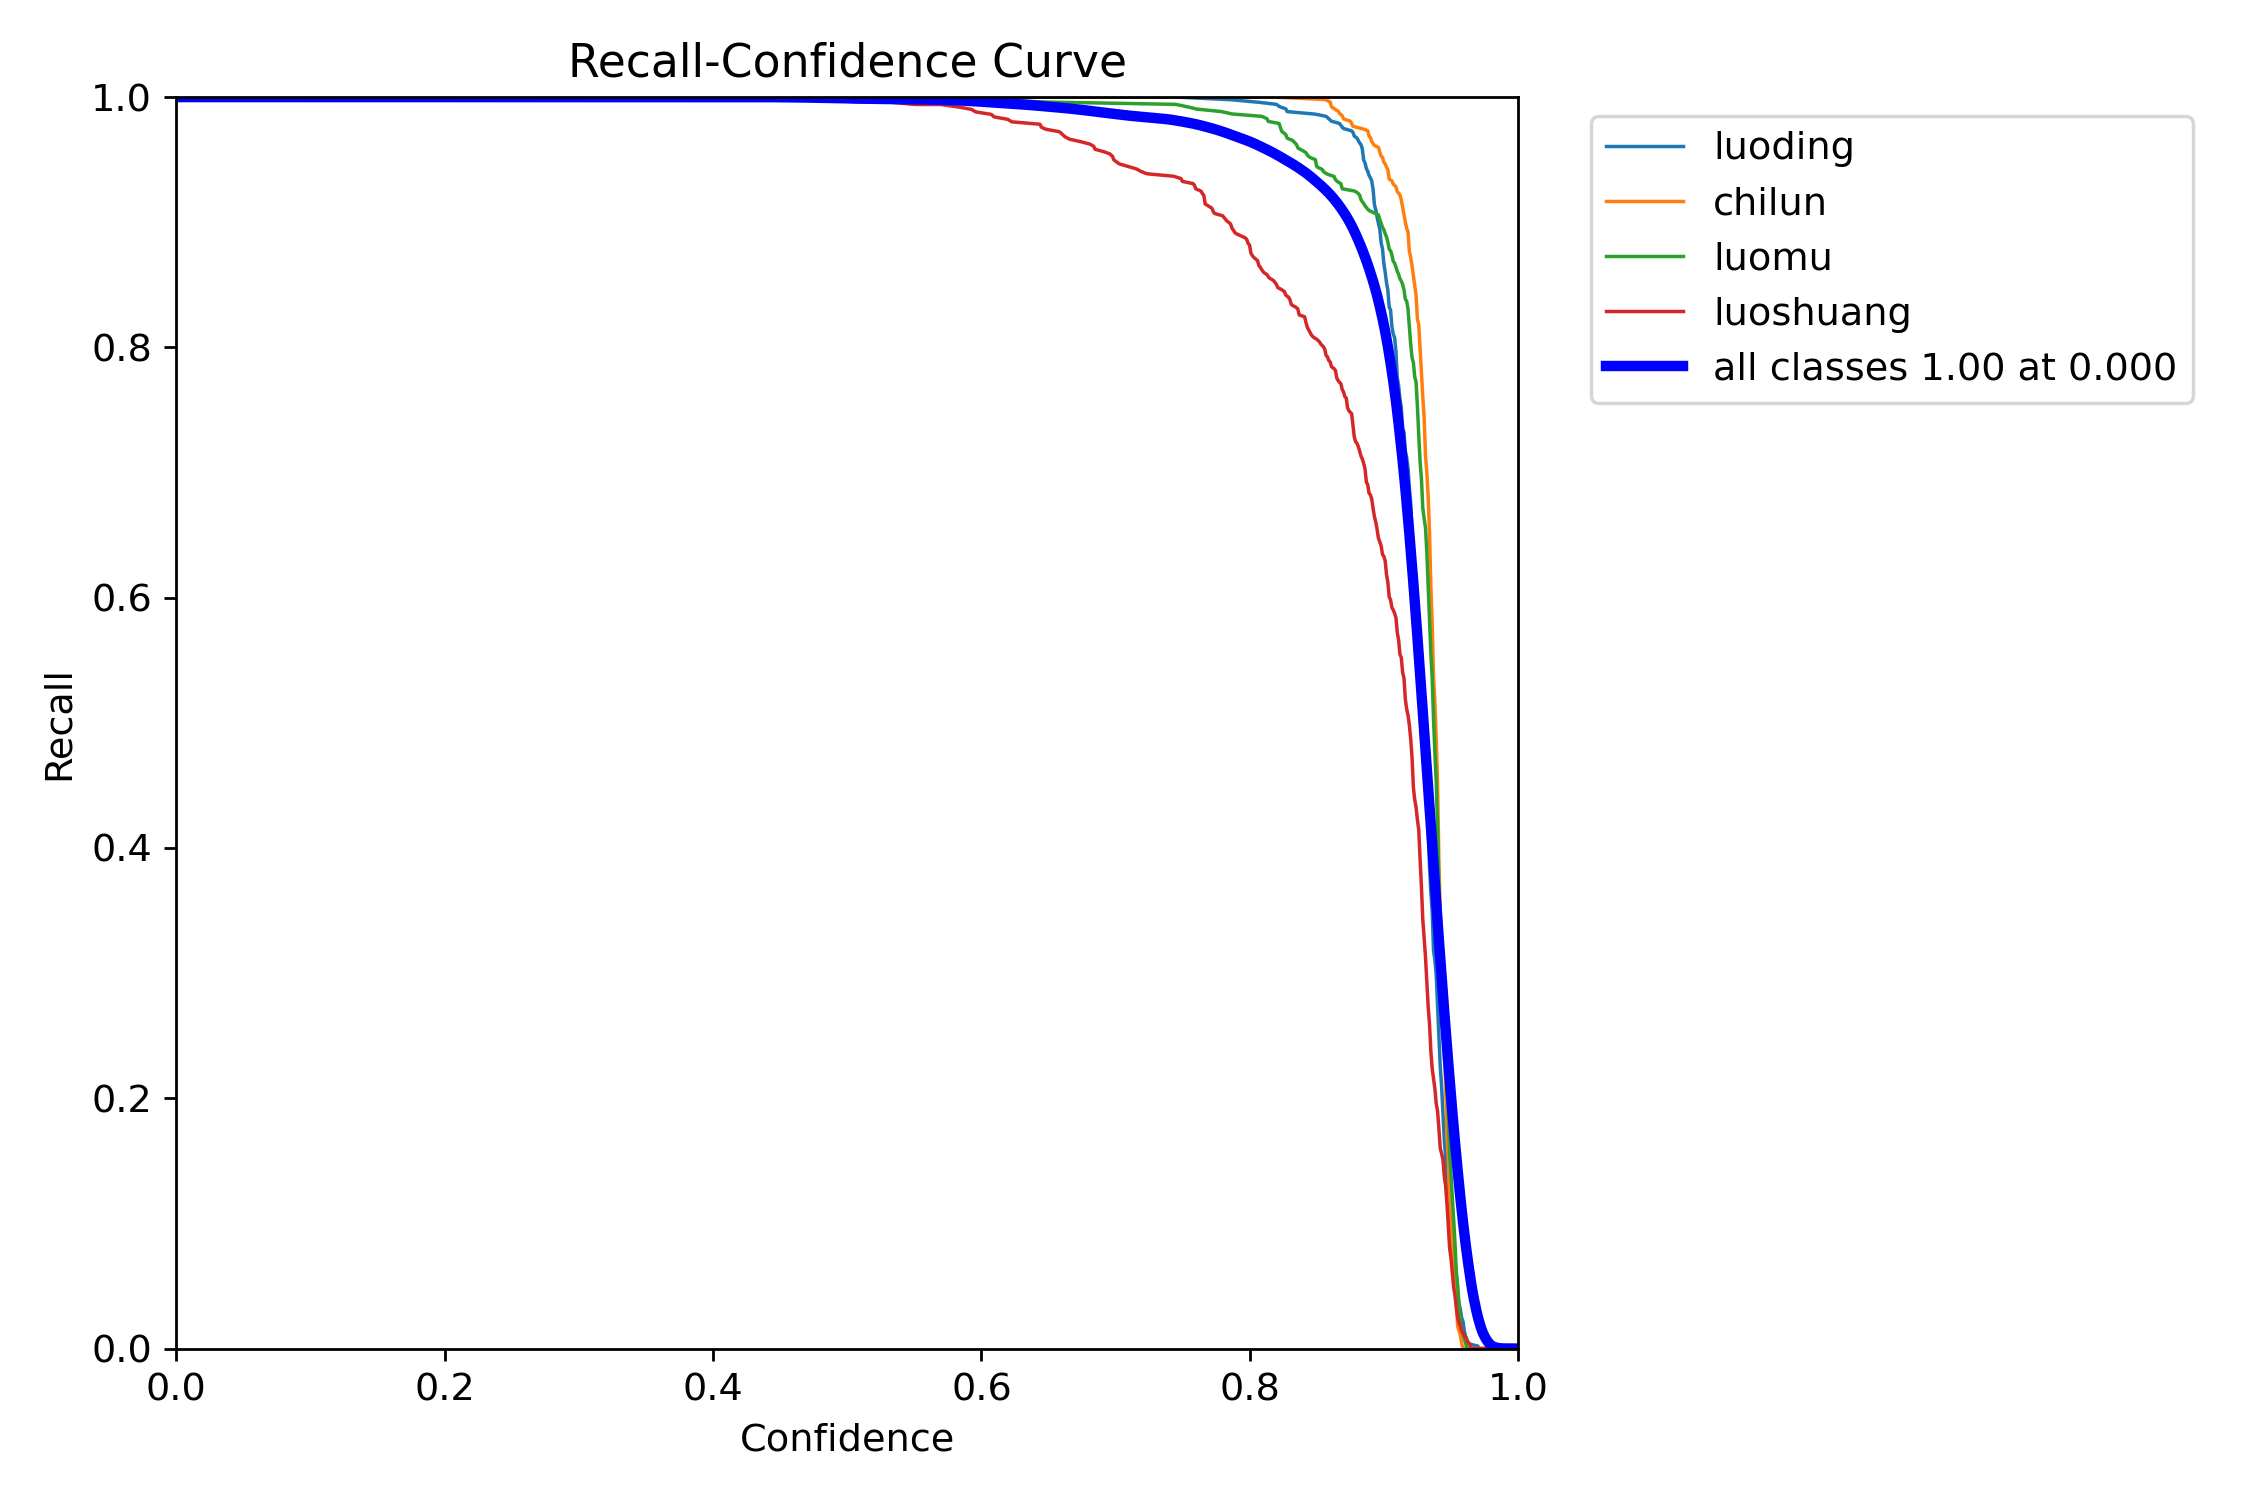 Recall-Confidence Curve
1.0
0.8
0.6
0.4
0.2
0.0
Recall
0.0 0.2 0.4 0.6 0.8 1.0
Confidence
luoding
chilun
luomu
luoshuang
all classes 1.00 at 0.000